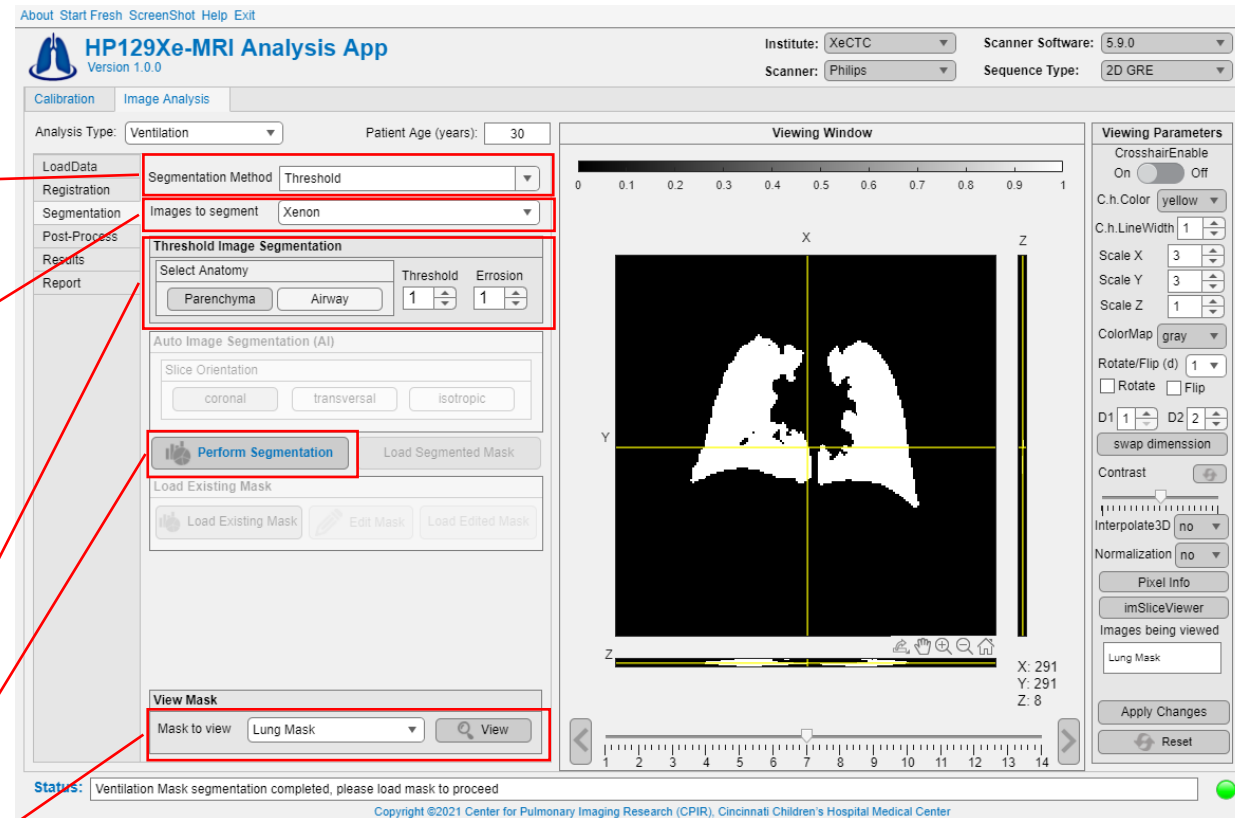 About Start Fresh ScreenShot Help Exit
HP129Xe-MRI Analysis App
Version 1.0.0
Institute: XeCTC
Scanner Software: 5.9.0
Scanner: Philips
Sequence Type: 2D GRE
Calibration Image Analysis
Analysis Type: Ventilation
Patient Age (years): 30
LoadData
Registration
Segmentation
Post-Process
Results
Report
Segmentation Method Threshold
Images to segment Xenon
Threshold Image Segmentation
Select Anatomy
Parenchyma Airway
Threshold Errosion
1 1
Auto Image Segmentation (AI)
Slice Orientation
coronal transversal isotropic
Perform Segmentation Load Segmented Mask
Load Existing Mask
Load Existing Mask Edit Mask Load Edited Mask
View Mask
Mask to view Lung Mask View
Viewing Window
0 0.1 0.2 0.3 0.4 0.5 0.6 0.7 0.8 0.9 1
X
Z
Y
Z
X: 291
Y: 291
Z: 8
1 2 3 4 5 6 7 8 9 10 11 12 13 14
Viewing Parameters
CrosshairEnable
On Off
C.h.Color yellow
C.h.LineWidth 1
Scale X 3
Scale Y 3
Scale Z 1
ColorMap gray
Rotate/Flip (d) 1
Rotate Flip
D1 1 D2 2
swap dimenssion
Contrast
Interpolate3D no
Normalization no
Pixel Info
imSliceViewer
Images being viewed
Lung Mask
Apply Changes
Reset
Status: Ventilation Mask segmentation completed, please load mask to proceed
Copyright ©2021 Center for Pulmonary Imaging Research (CPIR), Cincinnati Children's Hospital Medical Center